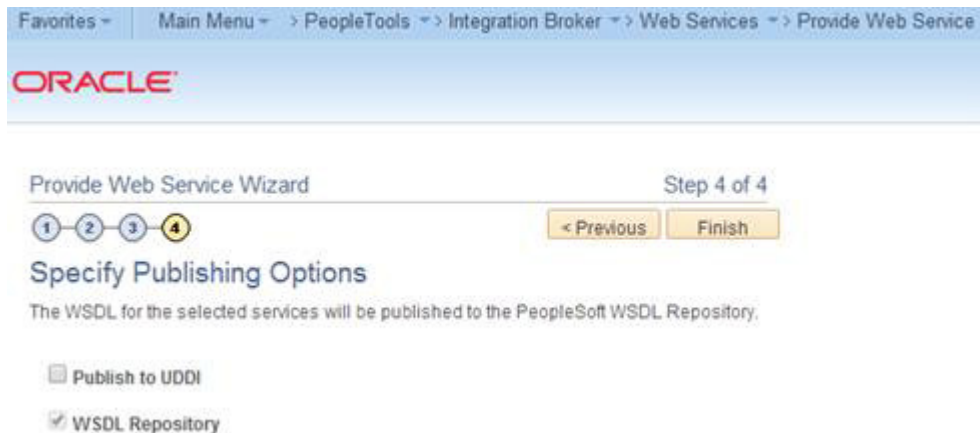 Favorites Main Menu > PeopleTools > Integration Broker > Web Services > Provide Web Service
ORACLE
Provide Web Service Wizard Step 4 of 4
1 2 3 4 < Previous Finish
Specify Publishing Options
The WSDL for the selected services will be published to the PeopleSoft WSDL Repository.
Publish to UDDI
WSDL Repository